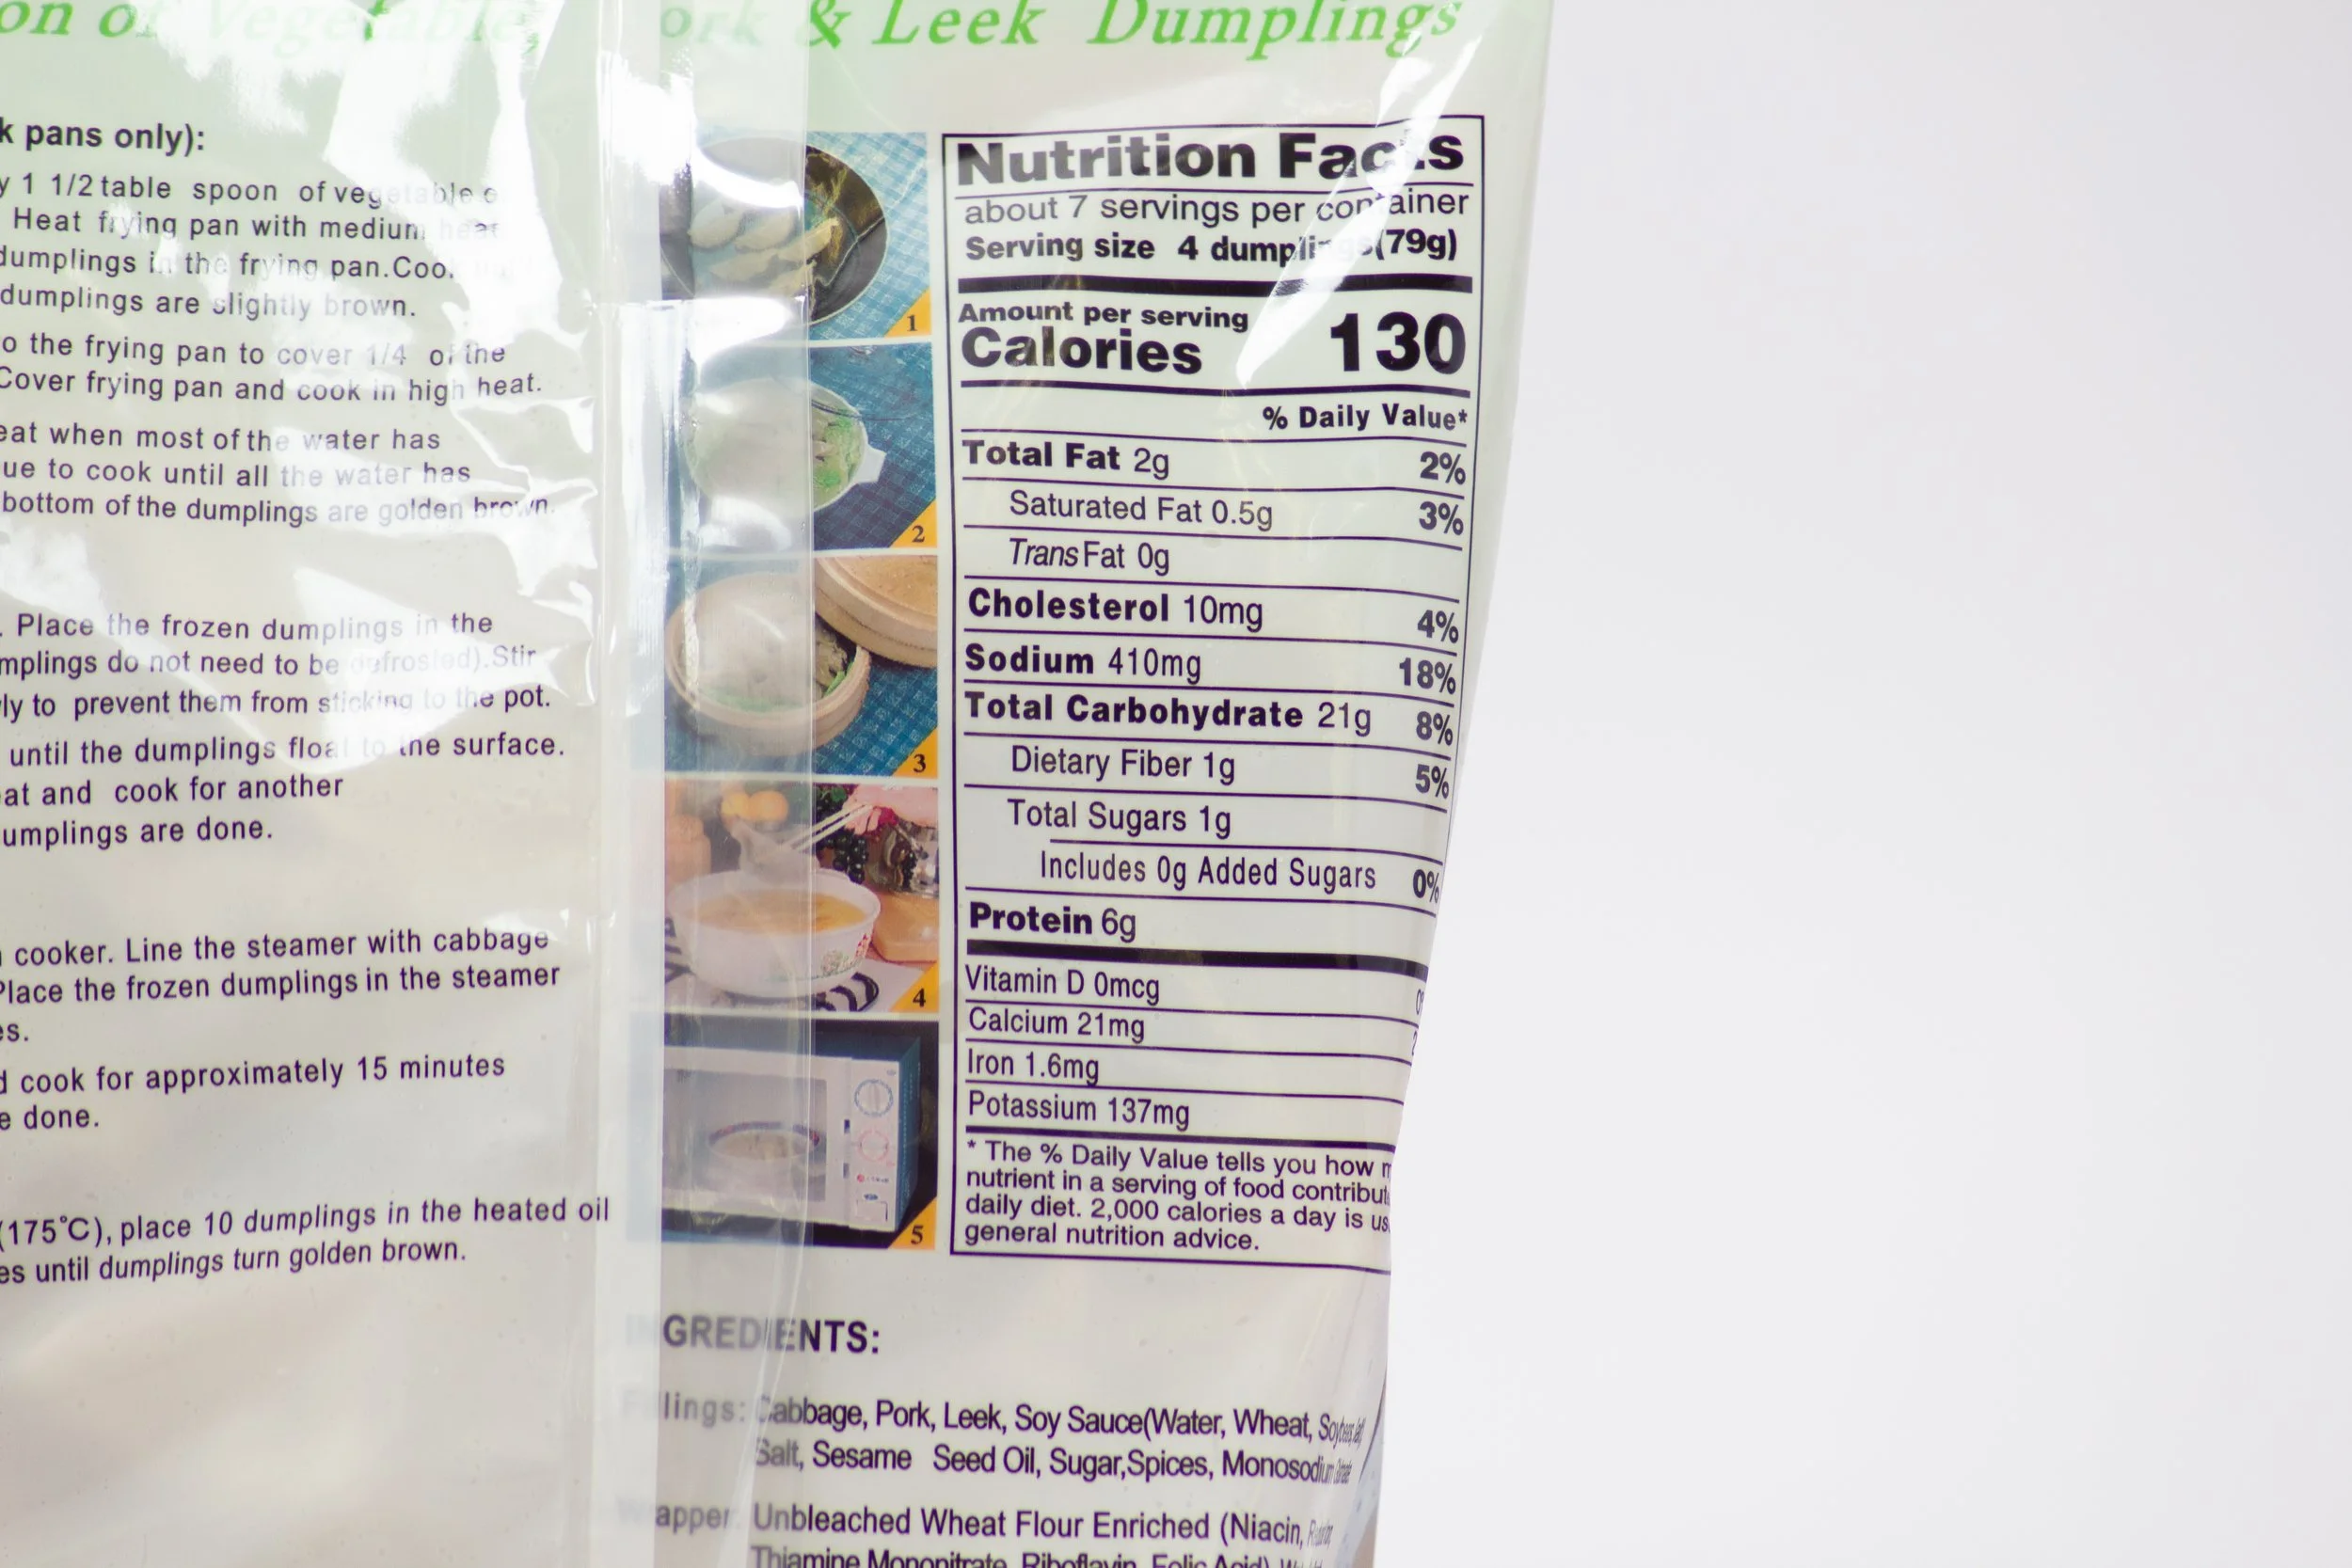 on of Vegetable, Pork & Leek Dumplings
k pans only):
y 1 1/2 table spoon of vegetable
Heat frying pan with medium heat
dumplings in the frying pan. Cook
dumplings are slightly brown.
o the frying pan to cover 1/4 of the
Cover frying pan and cook in high heat.
eat when most of the water has
ue to cook until all the water has
bottom of the dumplings are golden brown.
. Place the frozen dumplings in the
mplings do not need to be defrosted).Stir
ly to prevent them from sticking to the pot.
until the dumplings float to the surface.
at and cook for another
umplings are done.
cooker. Line the steamer with cabbage
Place the frozen dumplings in the steamer
es.
d cook for approximately 15 minutes
e done.
(175°C), place 10 dumplings in the heated oil
es until dumplings turn golden brown.
1
2
3
4
5
Nutrition Facts
about 7 servings per container
Serving size 4 dumplings(79g)
Amount per serving
Calories 130
% Daily Value*
Total Fat 2g 2%
Saturated Fat 0.5g 3%
Trans Fat 0g
Cholesterol 10mg 4%
Sodium 410mg 18%
Total Carbohydrate 21g 8%
Dietary Fiber 1g 5%
Total Sugars 1g
Includes 0g Added Sugars 0%
Protein 6g
Vitamin D 0mcg
Calcium 21mg
Iron 1.6mg
Potassium 137mg
* The % Daily Value tells you how m
nutrient in a serving of food contribut
daily diet. 2,000 calories a day is us
general nutrition advice.
INGREDIENTS:
Fillings: Cabbage, Pork, Leek, Soy Sauce(Water, Wheat,
Salt, Sesame Seed Oil, Sugar,Spices, Monosodium
Wrapper: Unbleached Wheat Flour Enriched (Niacin,
Thiamine Mononitrate, Riboflavin, Folic Acid),